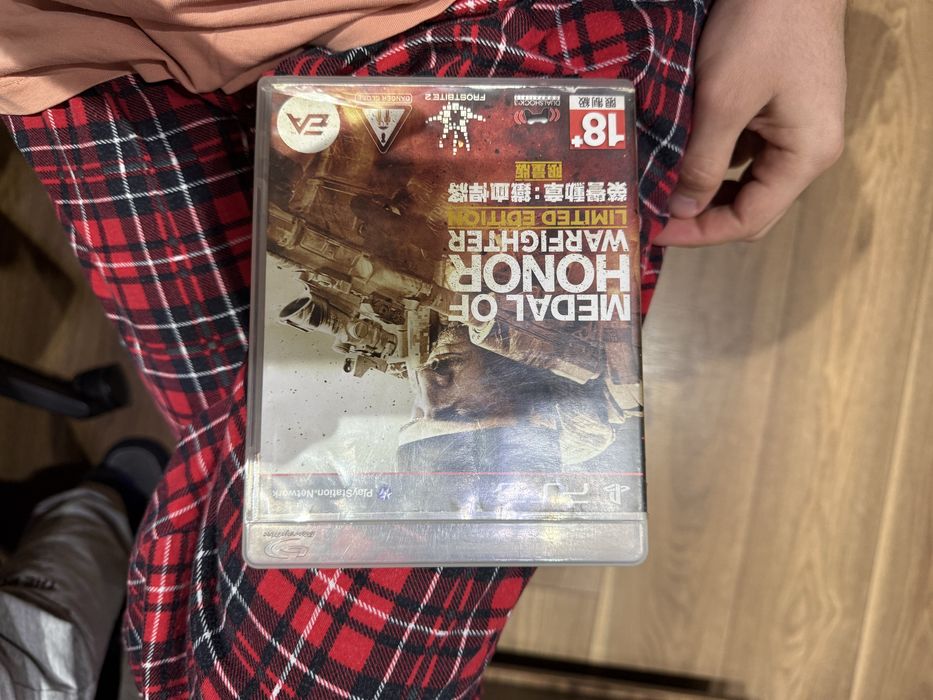 PlayStation Network
MEDAL OF
HONOR
WARFIGHTER
LIMITED EDITION
榮譽勳章：鐵血悍將
限量版
18+
限制級
DUALSHOCK 3
FROSTBITE 2
DANGER CLOSE
EA